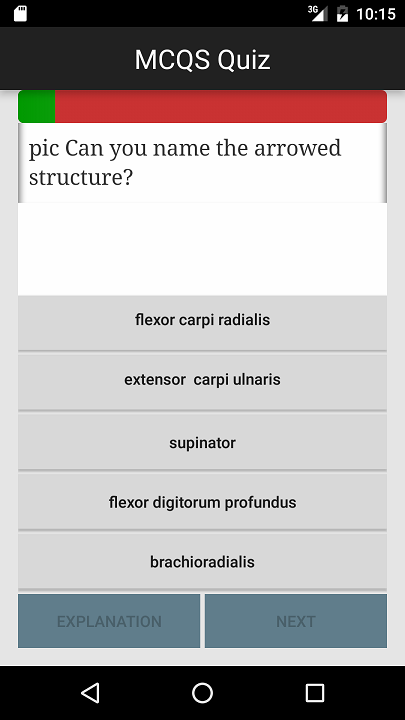 3G 10:15
MCQS Quiz
pic Can you name the arrowed
structure?
flexor carpi radialis
extensor  carpi ulnaris
supinator
flexor digitorum profundus
brachioradialis
EXPLANATION NEXT